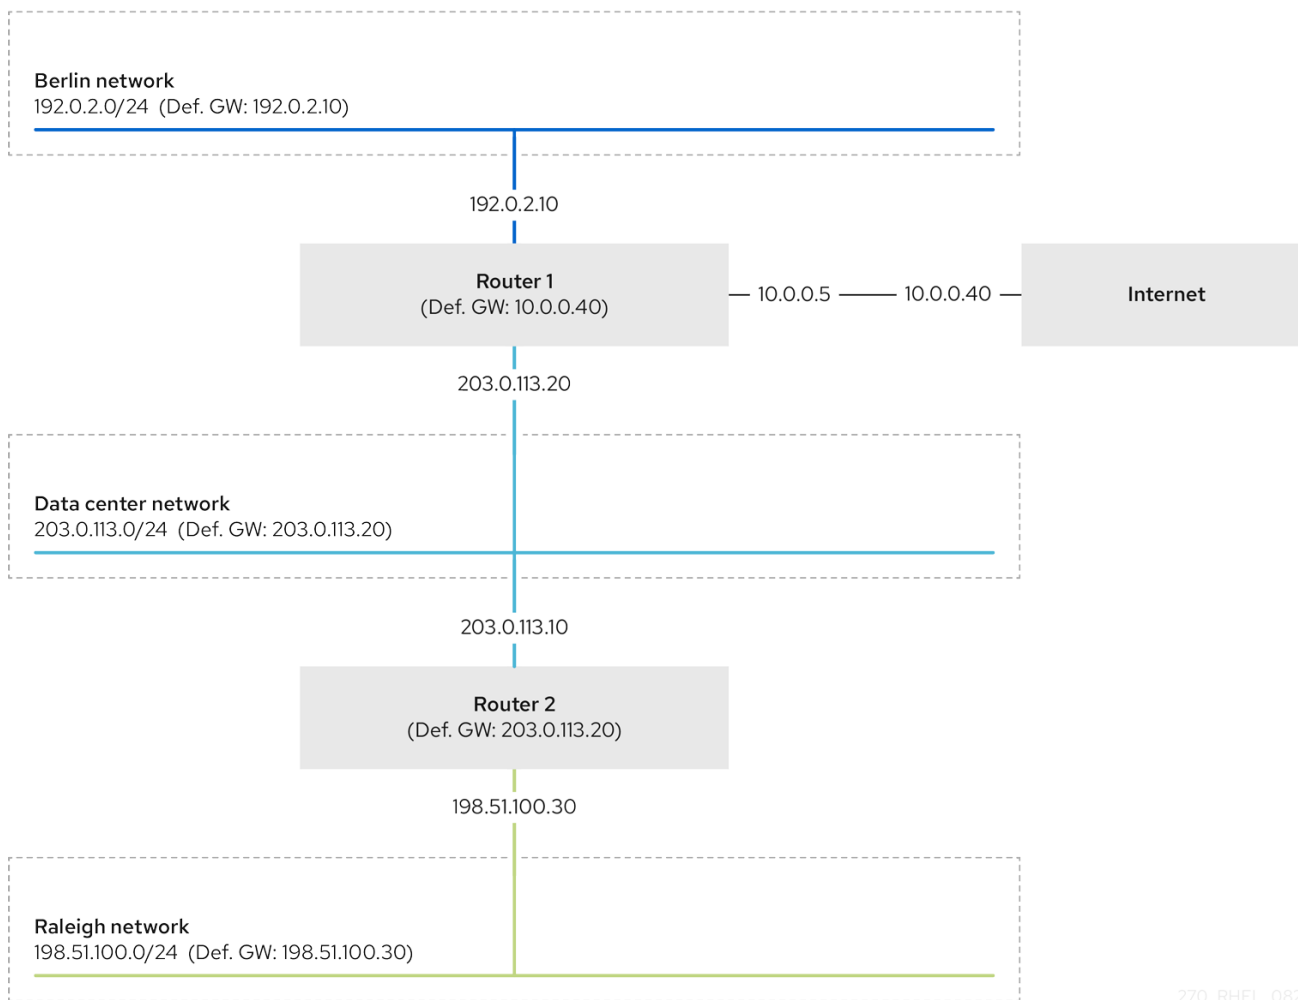 Berlin network
192.0.2.0/24 (Def. GW: 192.0.2.10)
192.0.2.10
Router 1
(Def. GW: 10.0.0.40)
10.0.0.5
10.0.0.40
Internet
203.0.113.20
Data center network
203.0.113.0/24 (Def. GW: 203.0.113.20)
203.0.113.10
Router 2
(Def. GW: 203.0.113.20)
198.51.100.30
Raleigh network
198.51.100.0/24 (Def. GW: 198.51.100.30)
270_RHEL